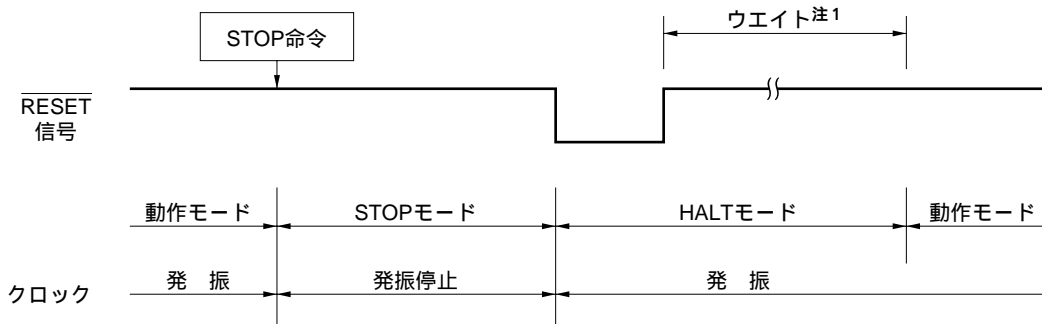 ウエイト注1
STOP命令
RESET
信号
動作モード STOPモード HALTモード 動作モード
クロック 発 振 発振停止 発 振